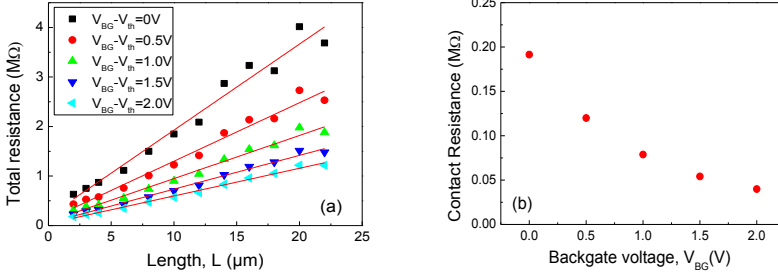 V_BG-V_th=0V
V_BG-V_th=0.5V
V_BG-V_th=1.0V
V_BG-V_th=1.5V
V_BG-V_th=2.0V
4
3
2
1
0
0
5
10
15
20
25
Total resistance (MΩ)
Length, L (µm)
(a)
0.25
0.20
0.15
0.10
0.05
0.00
0.0
0.5
1.0
1.5
2.0
Contact Resistance (MΩ)
Backgate voltage, V_BG(V)
(b)